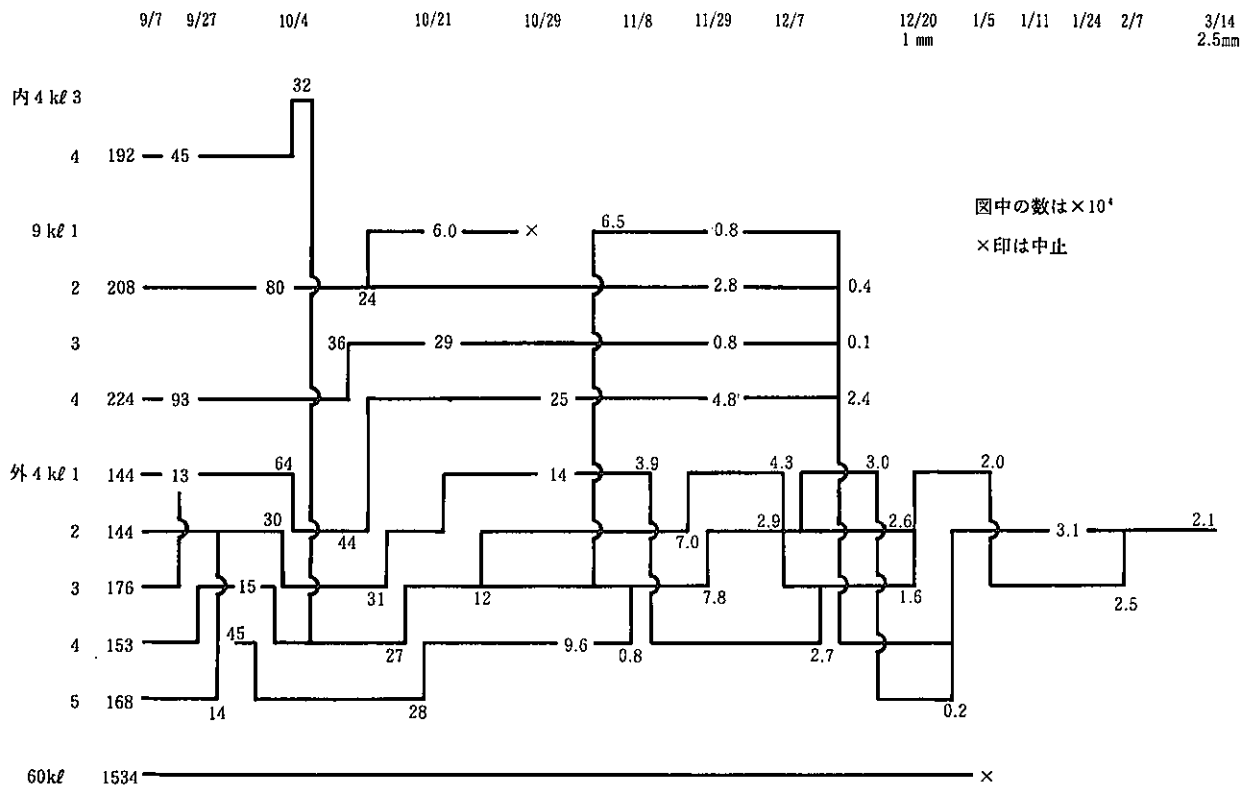 9/7 9/27 10/4 10/21 10/29 11/8 11/29 12/7 12/20 1/5 1/11 1/24 2/7 3/14
1 mm 2.5mm
32
内 4 kℓ 3
4 192 45
9 kℓ 1 6.0 × 6.5 0.8
図中の数は×10⁴
×印は中止
2 208 80 24 2.8 0.4
3 36 29 0.8 0.1
4 224 93 25 4.8 2.4
外 4 kℓ 1 144 13 64 14 3.9 4.3 3.0 2.0
2 144 30 44 7.0 2.9 2.6 3.1 2.1
3 176 15 31 12 7.8 1.6 2.5
4 153 45 27 9.6 0.8 2.7
5 168 14 28 0.2
60kℓ 1534 ×